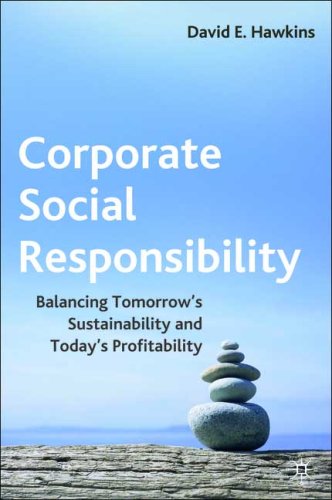 David E. Hawkins
Corporate
Social
Responsibility
Balancing Tomorrow's
Sustainability and
Today's Profitability